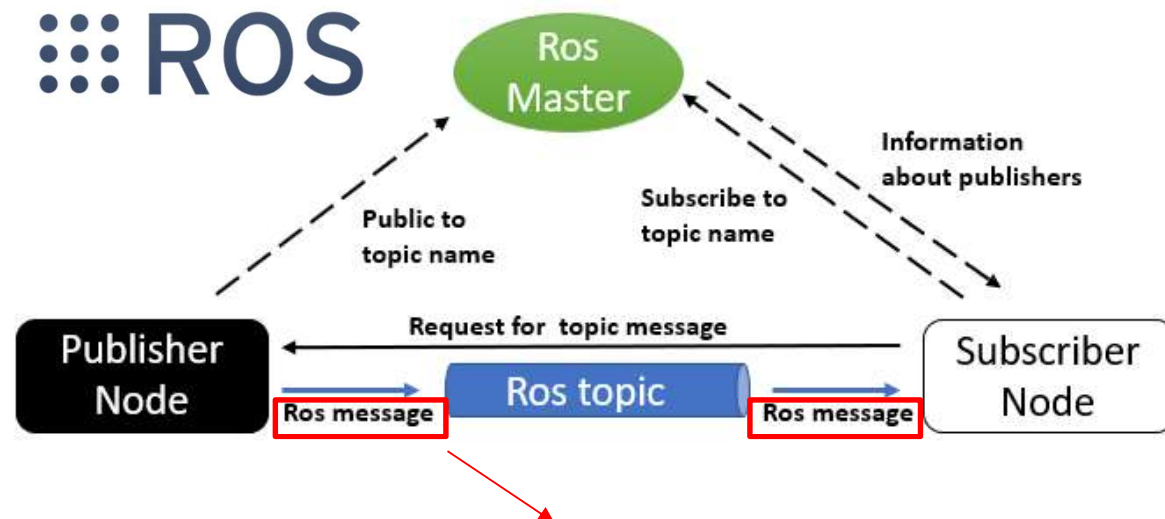 ROS
Ros
Master
Information
about publishers
Subscribe to
topic name
Public to
topic name
Request for topic message
Publisher
Node
Ros topic
Subscriber
Node
Ros message
Ros message